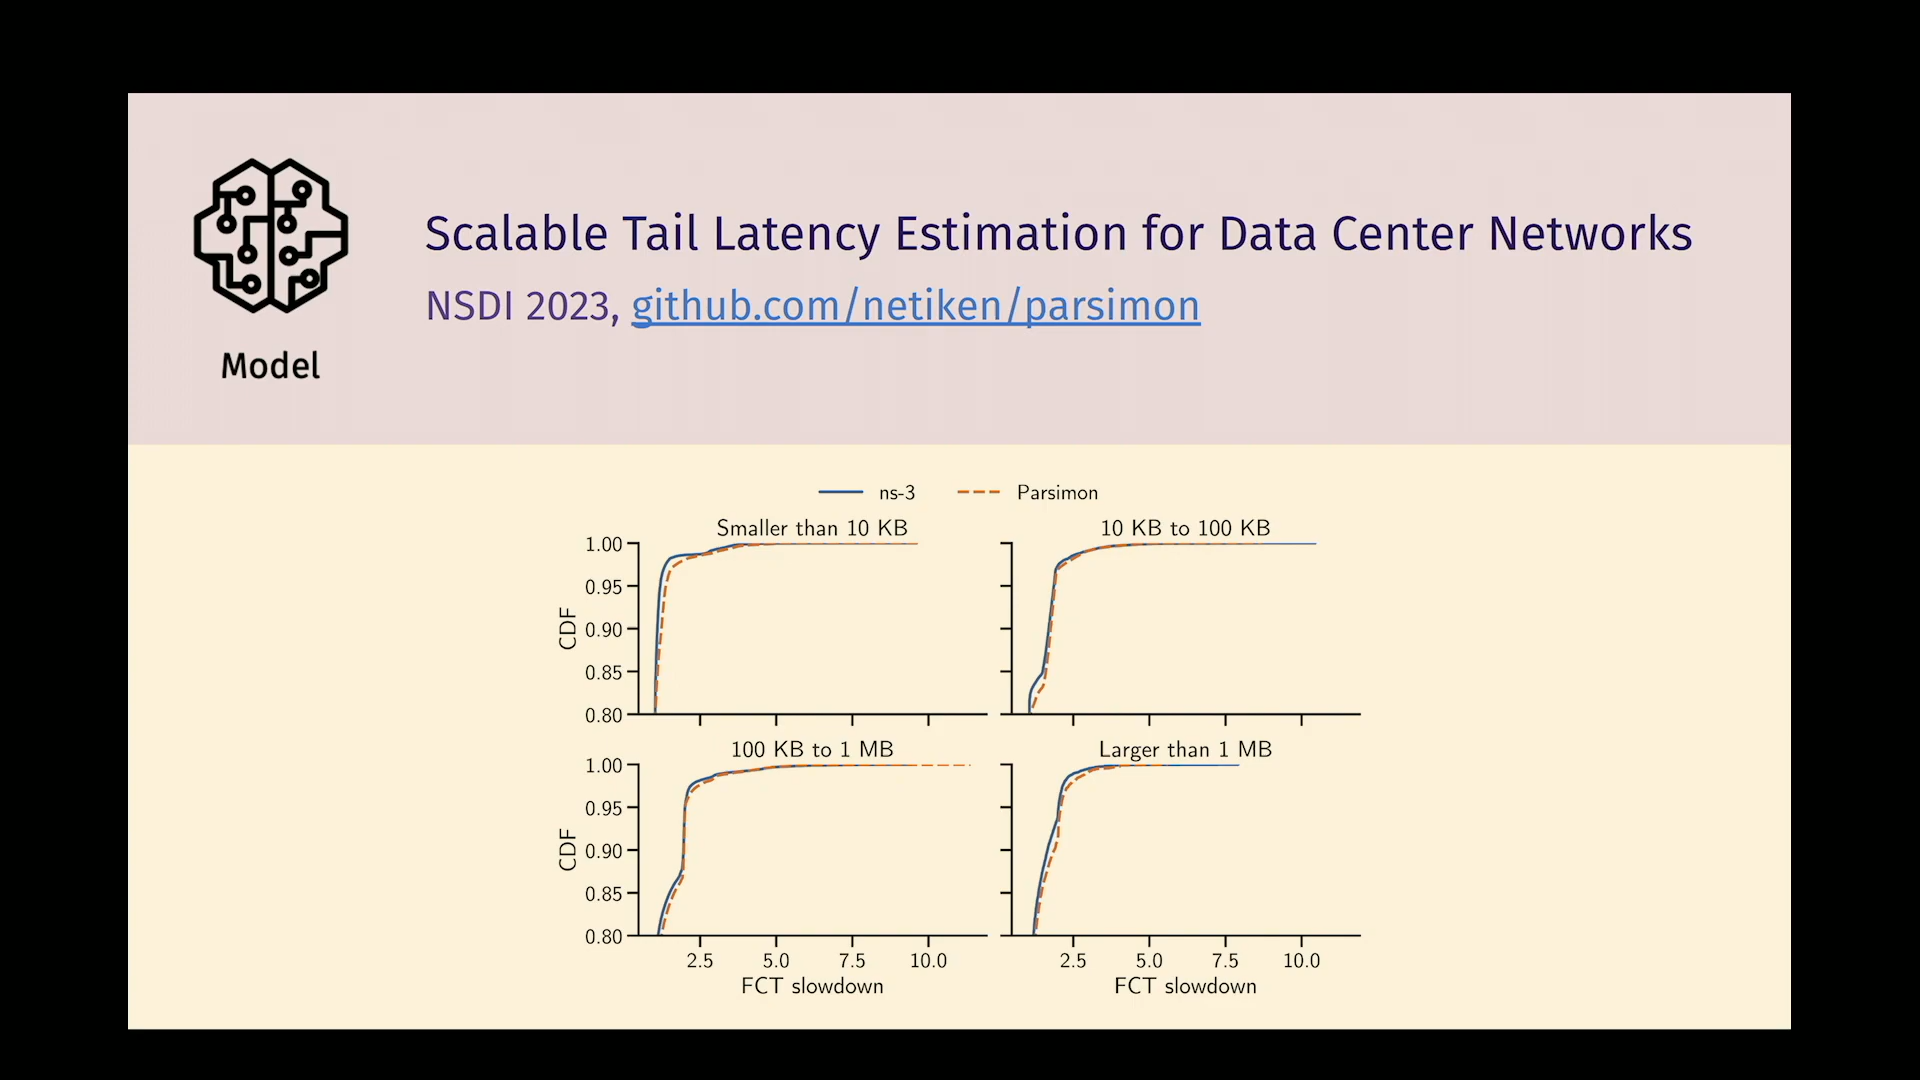 Scalable Tail Latency Estimation for Data Center Networks
NSDI 2023, github.com/netiken/parsimon
Model
ns-3 Parsimon
Smaller than 10 KB
10 KB to 100 KB
1.00
0.95
0.90
0.85
0.80
CDF
100 KB to 1 MB
Larger than 1 MB
1.00
0.95
0.90
0.85
0.80
CDF
2.5 5.0 7.5 10.0
2.5 5.0 7.5 10.0
FCT slowdown
FCT slowdown